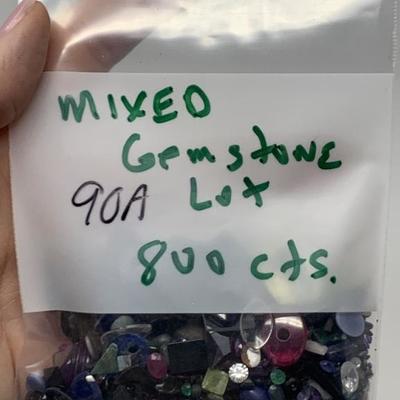 MIXED
Gemstone
90A Lot
800 cts.